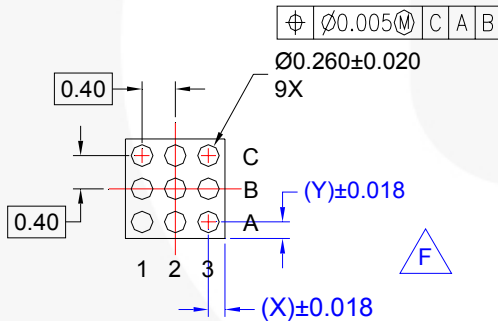 ⌖ Ø0.005Ⓜ C A B
Ø0.260±0.020
9X
0.40
0.40
C
B
A
1 2 3
(Y)±0.018
(X)±0.018
F